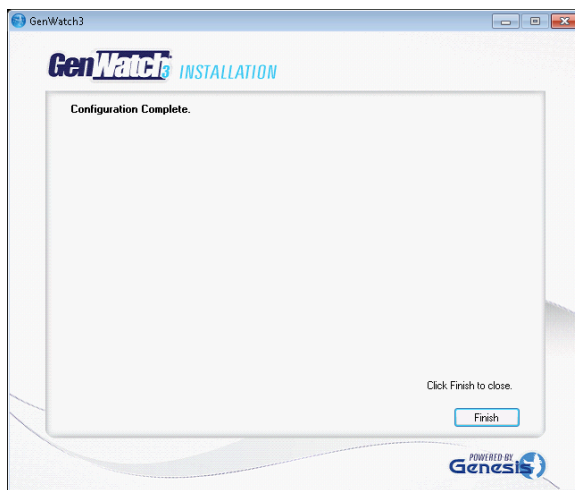 GenWatch3
GenWatch3 INSTALLATION
Configuration Complete.
Click Finish to close.
Finish
POWERED BY
Genesis